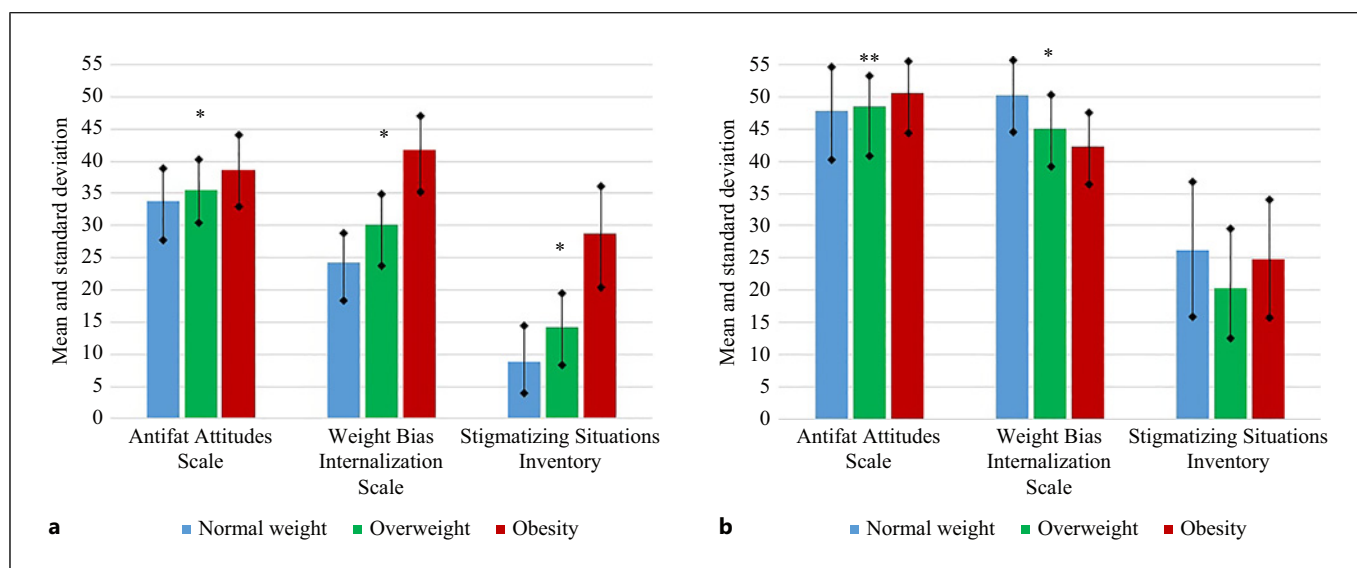 Mean and standard deviation
55
50
45
40
35
30
25
20
15
10
5
0
*
*
*
Antifat Attitudes
Scale
Weight Bias
Internalization
Scale
Stigmatizing Situations
Inventory
a
Normal weight
Overweight
Obesity
Mean and standard deviation
55
50
45
40
35
30
25
20
15
10
5
0
**
*
Antifat Attitudes
Scale
Weight Bias
Internalization
Scale
Stigmatizing Situations
Inventory
b
Normal weight
Overweight
Obesity